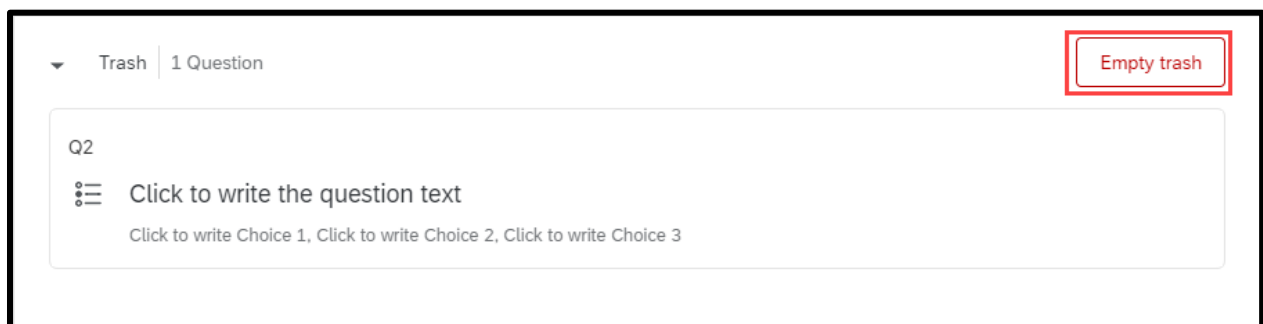 Trash 1 Question Empty trash
Q2
Click to write the question text
Click to write Choice 1, Click to write Choice 2, Click to write Choice 3